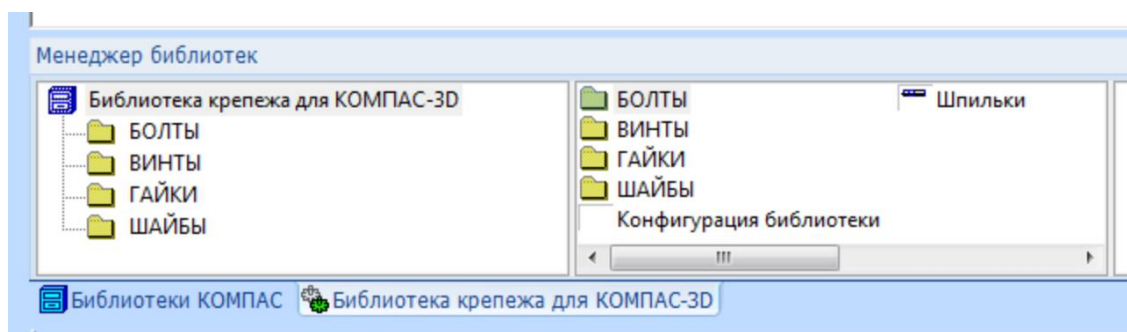 Менеджер библиотек
Библиотека крепежа для КОМПАС-3D
БОЛТЫ
ВИНТЫ
ГАЙКИ
ШАЙБЫ
БОЛТЫ
ВИНТЫ
ГАЙКИ
ШАЙБЫ
Конфигурация библиотеки
Шпильки
Библиотеки КОМПАС
Библиотека крепежа для КОМПАС-3D